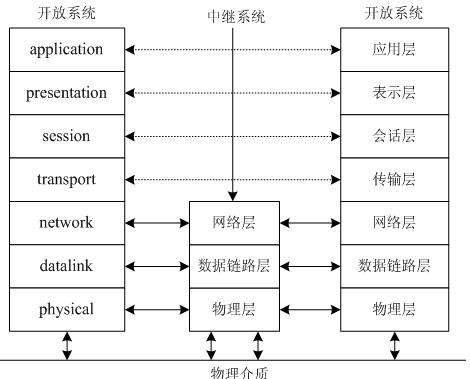 开放系统 中继系统 开放系统
application 应用层
presentation 表示层
session 会话层
transport 传输层
network 网络层 网络层
datalink 数据链路层 数据链路层
physical 物理层 物理层
物理介质